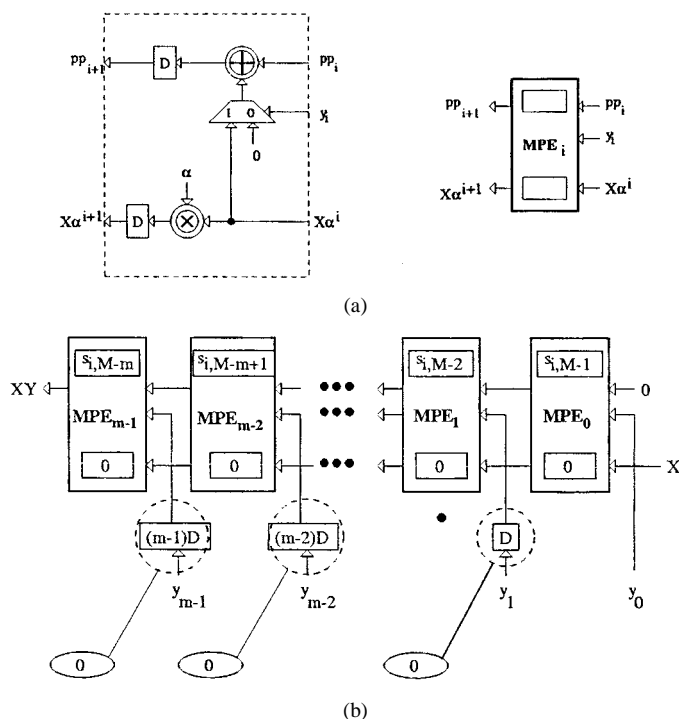 pp i+1 D pp i
y i
1 0
0
α
Xα i+1 D Xα i
pp i+1 pp i
MPE i y i
Xα i+1 Xα i
(a)
s i,M-m s i,M-m+1 s i,M-2 s i,M-1
XY ••• 0
MPE m-1 MPE m-2 ••• MPE 1 MPE 0
0 0 ••• 0 0 X
(m-1)D (m-2)D • D
y m-1 y m-2 y 1 y 0
0 0 0
(b)